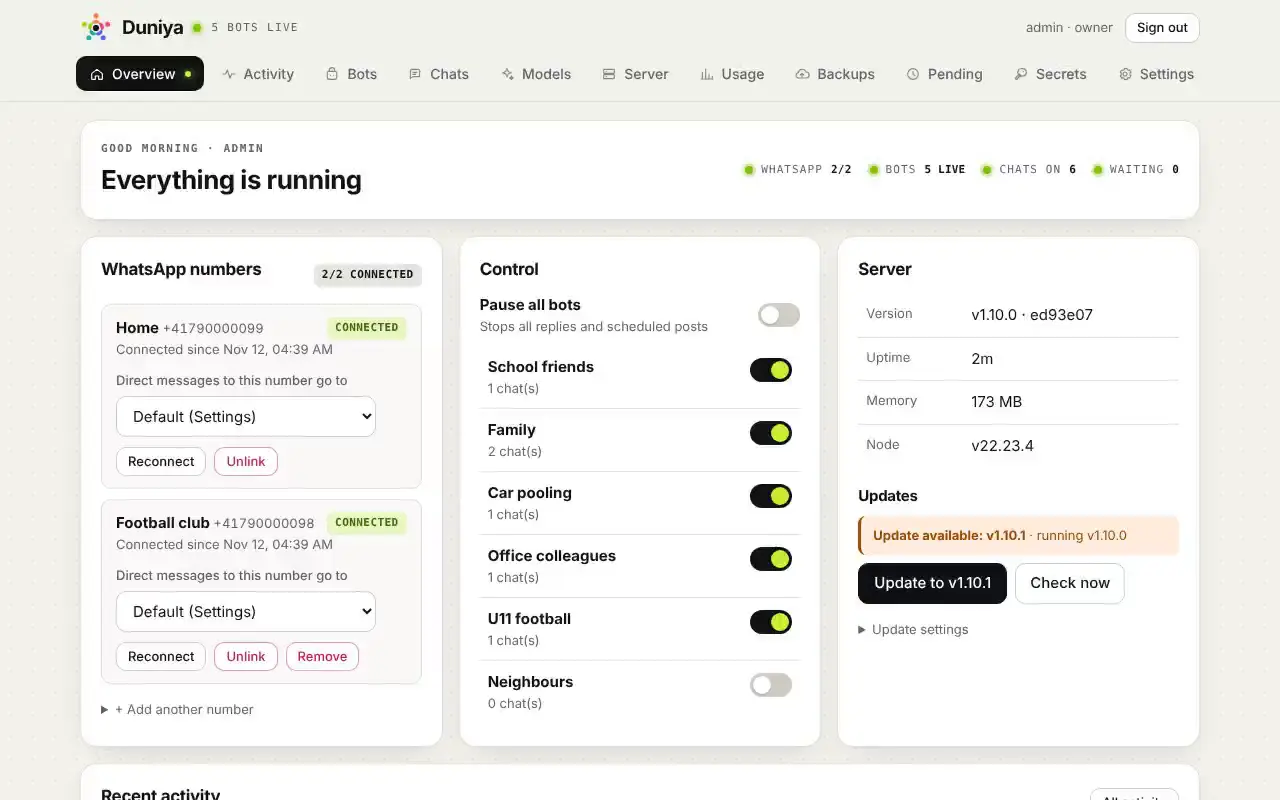 Duniya 5 BOTS LIVE
admin · owner Sign out
Overview Activity Bots Chats Models Server Usage Backups Pending Secrets Settings
GOOD MORNING · ADMIN
Everything is running
WHATSAPP 2/2 BOTS 5 LIVE CHATS ON 6 WAITING 0
WhatsApp numbers
2/2 CONNECTED
Home +41790000099 CONNECTED
Connected since Nov 12, 04:39 AM
Direct messages to this number go to
Default (Settings)
Reconnect Unlink
Football club +41790000098 CONNECTED
Connected since Nov 12, 04:39 AM
Direct messages to this number go to
Default (Settings)
Reconnect Unlink Remove
+ Add another number
Control
Pause all bots
Stops all replies and scheduled posts
School friends
1 chat(s)
Family
2 chat(s)
Car pooling
1 chat(s)
Office colleagues
1 chat(s)
U11 football
1 chat(s)
Neighbours
0 chat(s)
Server
Version v1.10.0 · ed93e07
Uptime 2m
Memory 173 MB
Node v22.23.4
Updates
Update available: v1.10.1 · running v1.10.0
Update to v1.10.1 Check now
Update settings
Recent activity
All activity